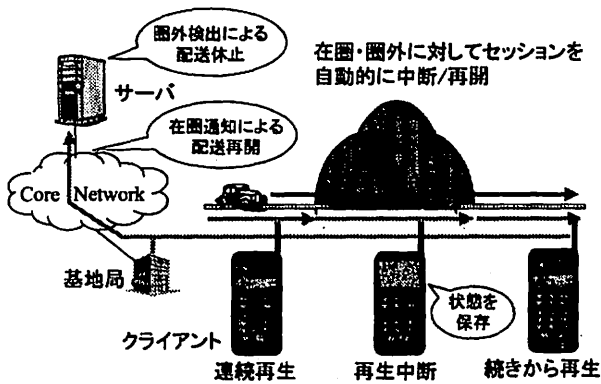 圏外検出による
配送休止
サーバ
在圏・圏外に対してセッションを
自動的に中断/再開
在圏通知による
配送再開
Core Network
基地局
クライアント
状態を
保存
連続再生
再生中断
続きから再生